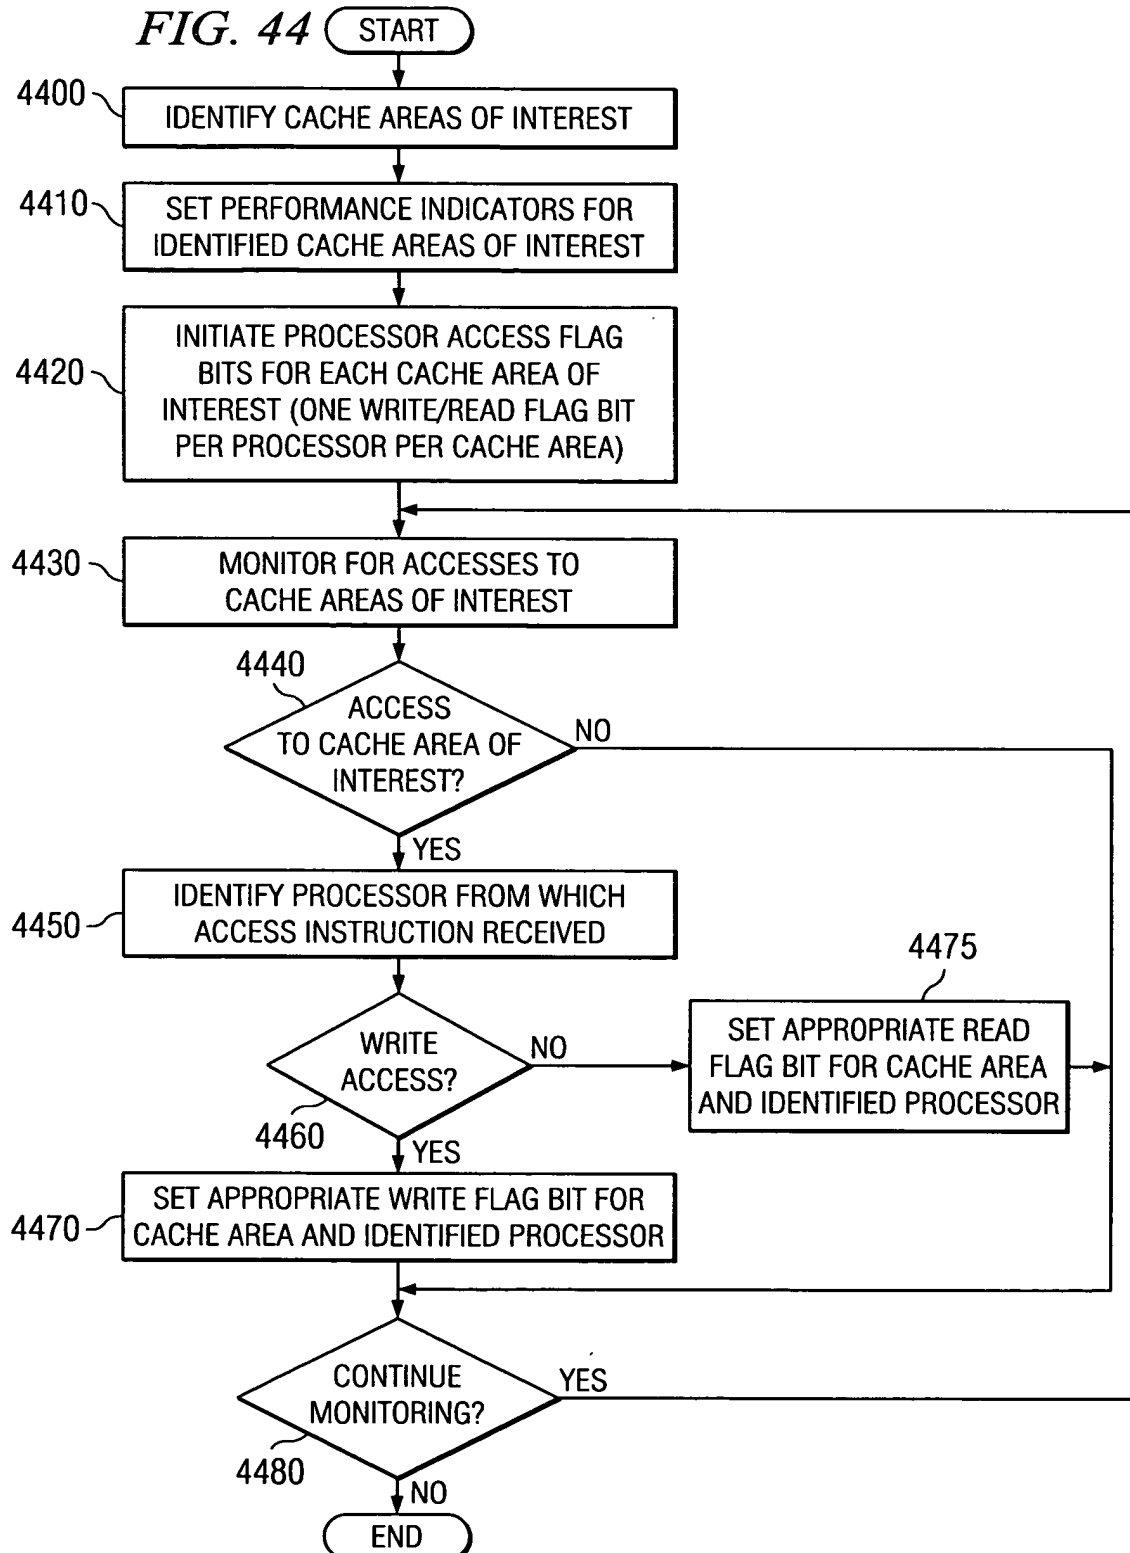 FIG. 44
START
4400
IDENTIFY CACHE AREAS OF INTEREST
4410
SET PERFORMANCE INDICATORS FOR
IDENTIFIED CACHE AREAS OF INTEREST
4420
INITIATE PROCESSOR ACCESS FLAG
BITS FOR EACH CACHE AREA OF
INTEREST (ONE WRITE/READ FLAG BIT
PER PROCESSOR PER CACHE AREA)
4430
MONITOR FOR ACCESSES TO
CACHE AREAS OF INTEREST
4440
ACCESS
TO CACHE AREA OF
INTEREST?
NO
YES
4450
IDENTIFY PROCESSOR FROM WHICH
ACCESS INSTRUCTION RECEIVED
4460
WRITE
ACCESS?
NO
4475
SET APPROPRIATE READ
FLAG BIT FOR CACHE AREA
AND IDENTIFIED PROCESSOR
YES
4470
SET APPROPRIATE WRITE FLAG BIT FOR
CACHE AREA AND IDENTIFIED PROCESSOR
CONTINUE
MONITORING?
YES
4480
NO
END